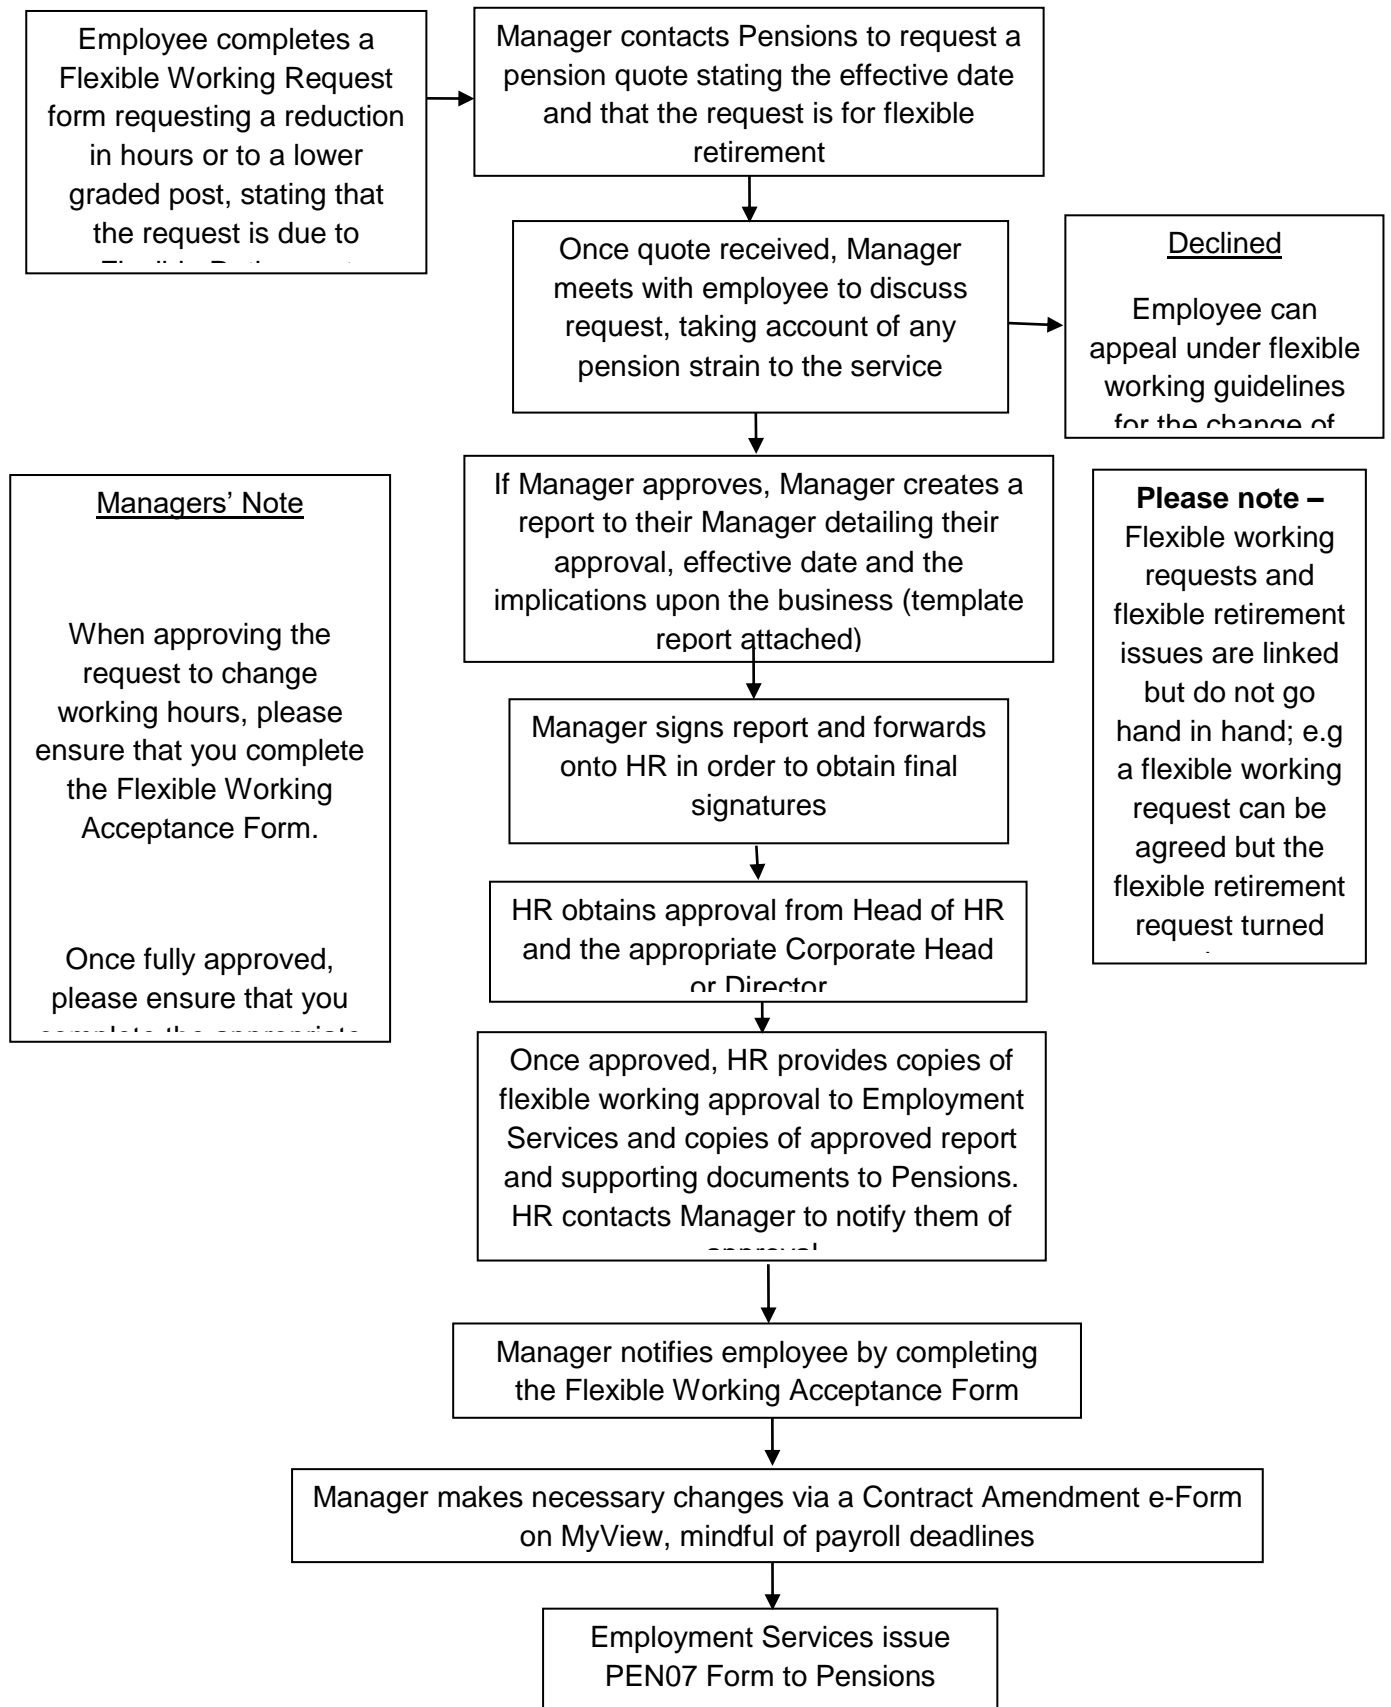 Employee completes a
Flexible Working Request
form requesting a reduction
in hours or to a lower
graded post, stating that
the request is due to
Manager contacts Pensions to request a
pension quote stating the effective date
and that the request is for flexible
retirement
Once quote received, Manager
meets with employee to discuss
request, taking account of any
pension strain to the service
Declined
Employee can
appeal under flexible
working guidelines
for the change of
If Manager approves, Manager creates a
report to their Manager detailing their
approval, effective date and the
implications upon the business (template
report attached)
Managers’ Note
When approving the
request to change
working hours, please
ensure that you complete
the Flexible Working
Acceptance Form.
Once fully approved,
please ensure that you
complete the appropriate
Please note –
Flexible working
requests and
flexible retirement
issues are linked
but do not go
hand in hand; e.g
a flexible working
request can be
agreed but the
flexible retirement
request turned
Manager signs report and forwards
onto HR in order to obtain final
signatures
HR obtains approval from Head of HR
and the appropriate Corporate Head
or Director
Once approved, HR provides copies of
flexible working approval to Employment
Services and copies of approved report
and supporting documents to Pensions.
HR contacts Manager to notify them of
approval
Manager notifies employee by completing
the Flexible Working Acceptance Form
Manager makes necessary changes via a Contract Amendment e-Form
on MyView, mindful of payroll deadlines
Employment Services issue
PEN07 Form to Pensions